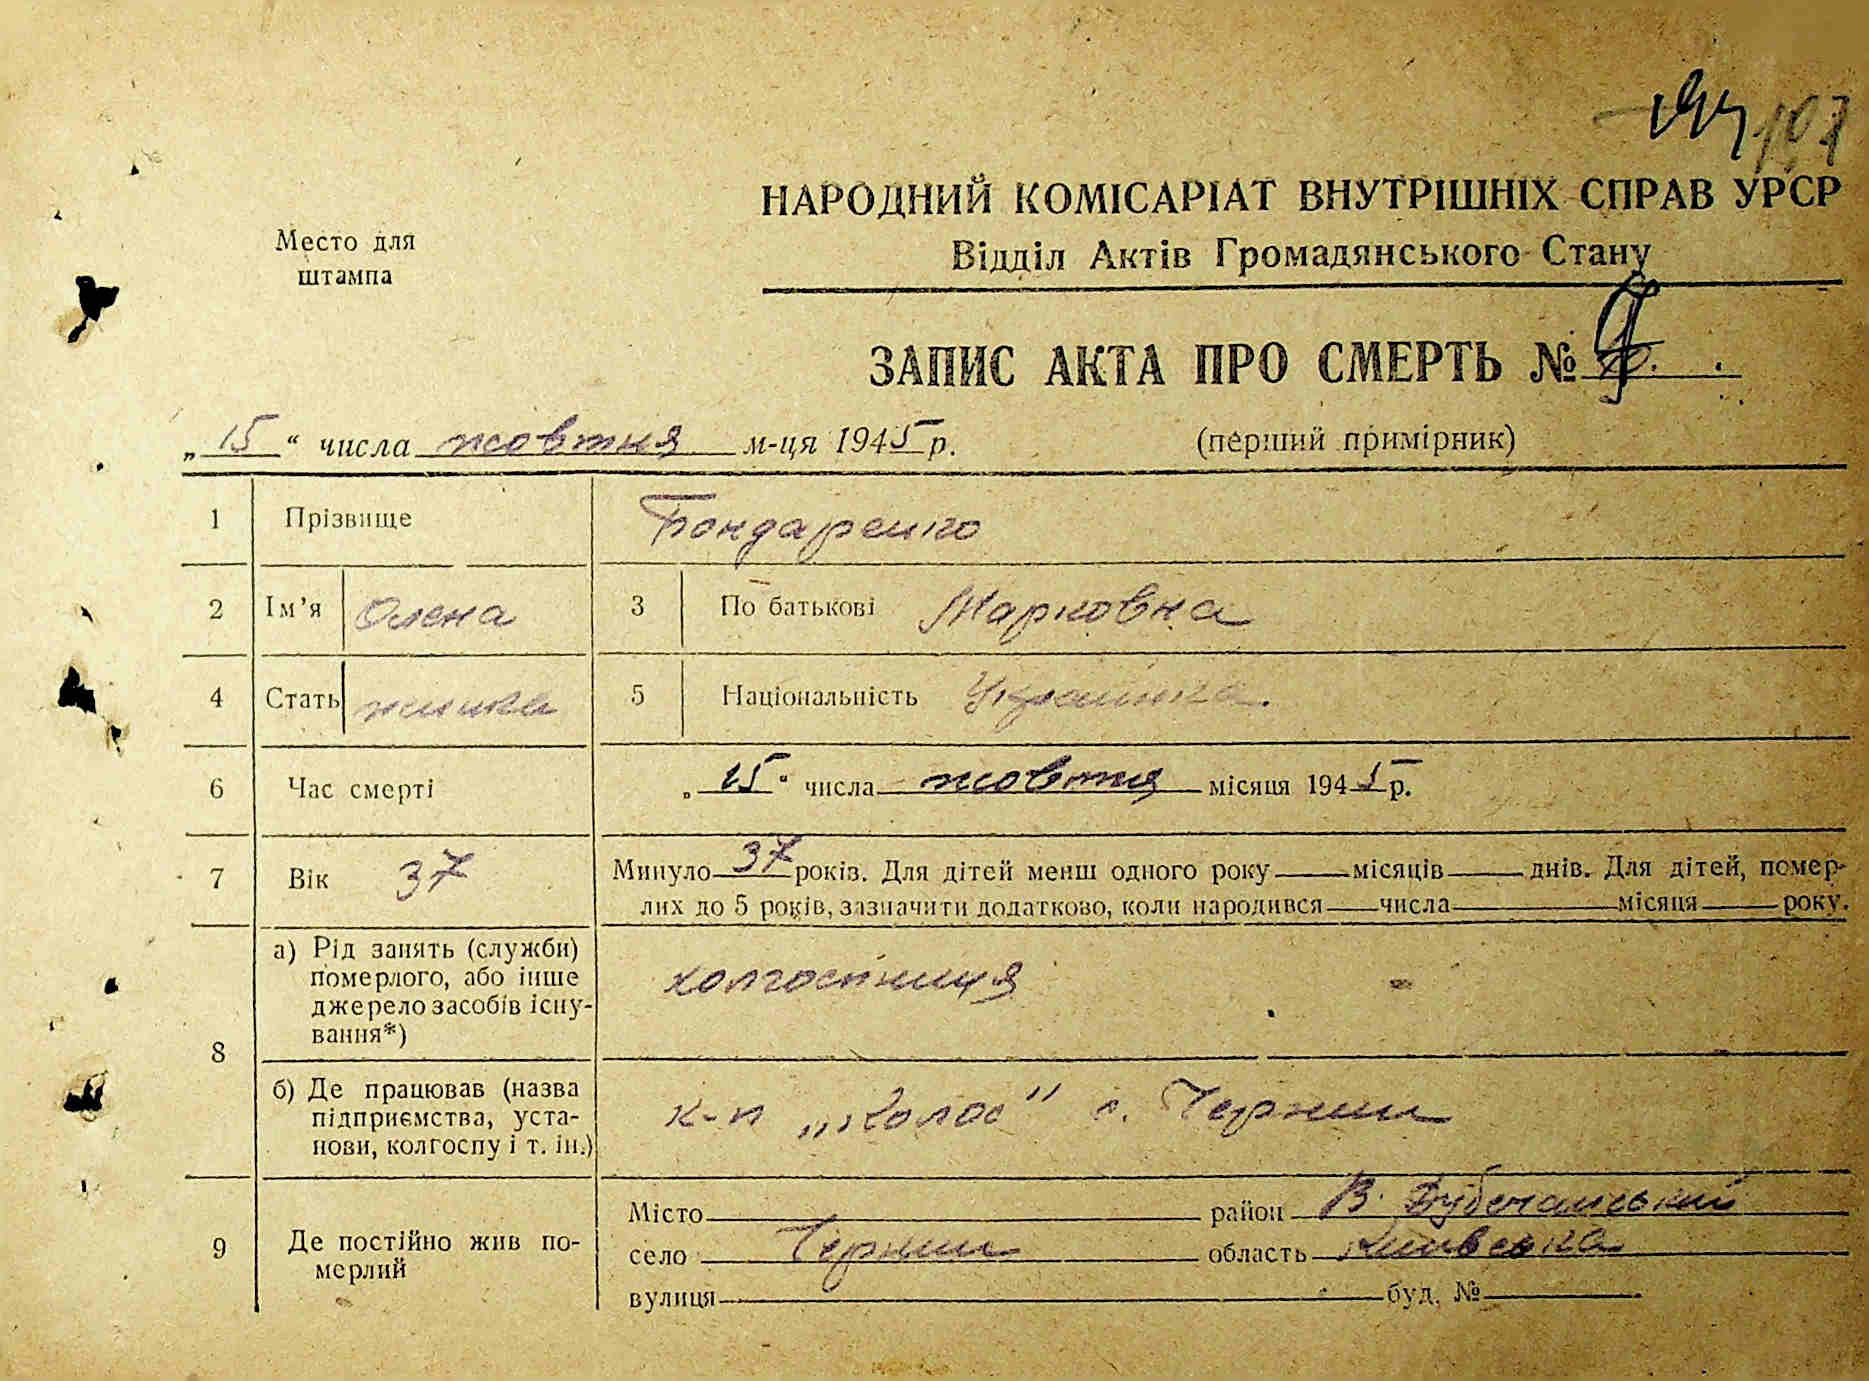 107
НАРОДНИЙ КОМІСАРІАТ ВНУТРІШНІХ СПРАВ УРСР
Место для штампа
Відділ Актів Громадянського Стану
ЗАПИС АКТА ПРО СМЕРТЬ №
„15“ числа жовтня м-ця 1945 р. (перший примірник)
1 Прізвище Бондаренко
2 Ім’я Олена 3 По батькові Марковна
4 Стать жинка 5 Національність Українка.
6 Час смерті „15“ числа жовтня місяця 1945 р.
7 Вік 37 Минуло 37 років. Для дітей менш одного року місяців днів. Для дітей, помер-
лих до 5 років, зазначити додатково, коли народився числа місяця року.
8 а) Рід занять (служби)
померлого, або інше
джерело засобів існу-
вання*)
колгоспниця
б) Де працював (назва
підприємства, уста-
нови, колгоспу і т. ін.)
к-п „Колос" с. Чернин
9 Де постійно жив по-
мерлий
Місто район В. Дубечанський
село Чернин область Київська
вулиця буд. №